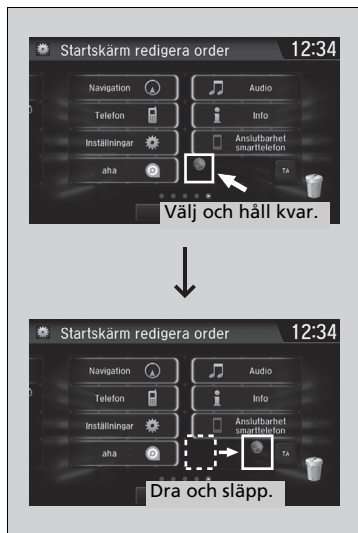 Startskärm redigera order 12:34
Navigation Audio
Telefon Info
Inställningar Anslutbarhet
smarttelefon
aha TA
Välj och håll kvar.
Startskärm redigera order 12:34
Navigation Audio
Telefon Info
Inställningar Anslutbarhet
smarttelefon
aha TA
Dra och släpp.